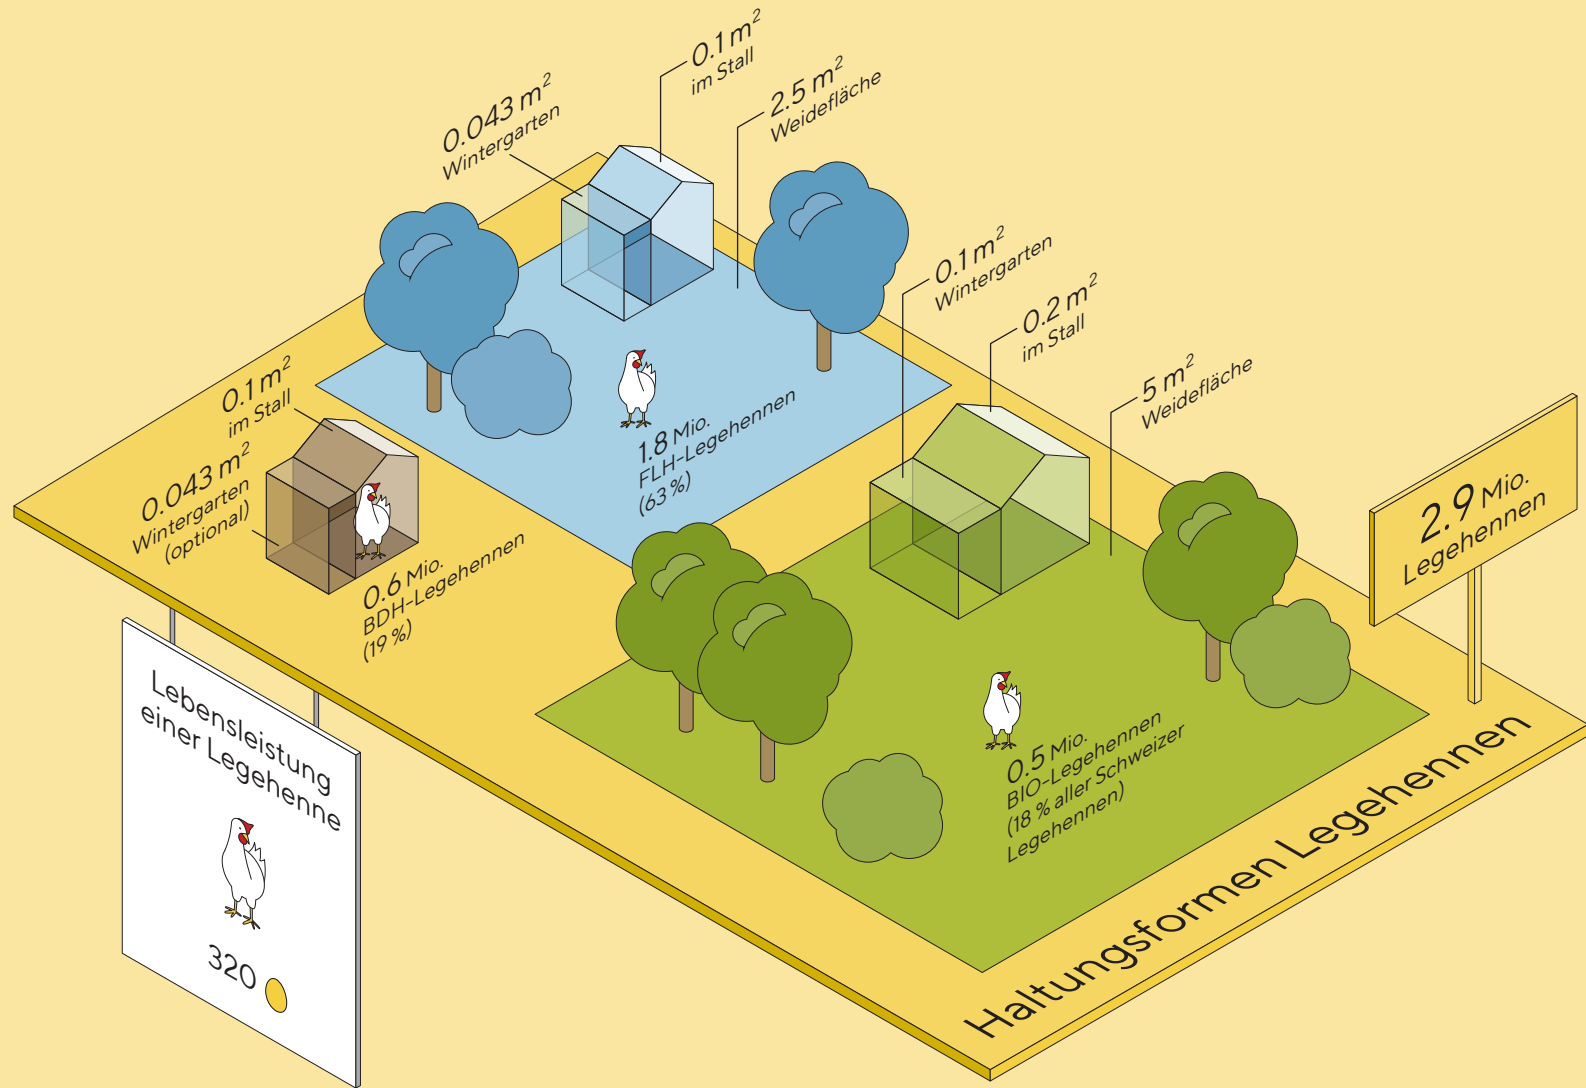 0.1 m²
im Stall
2.5 m²
Weidefläche
0.043 m²
Wintergarten
0.1 m²
Wintergarten
0.2 m²
im Stall
5 m²
Weidefläche
0.1 m²
im Stall
0.043 m²
Wintergarten
(optional)
1.8 Mio.
FLH-Legehennen
(63 %)
0.6 Mio.
BDH-Legehennen
(19 %)
2.9 Mio.
Legehennen
0.5 Mio.
BIO-Legehennen
(18 % aller Schweizer
Legehennen)
Lebensleistung
einer Legehenne
320
Haltungsformen Legehennen